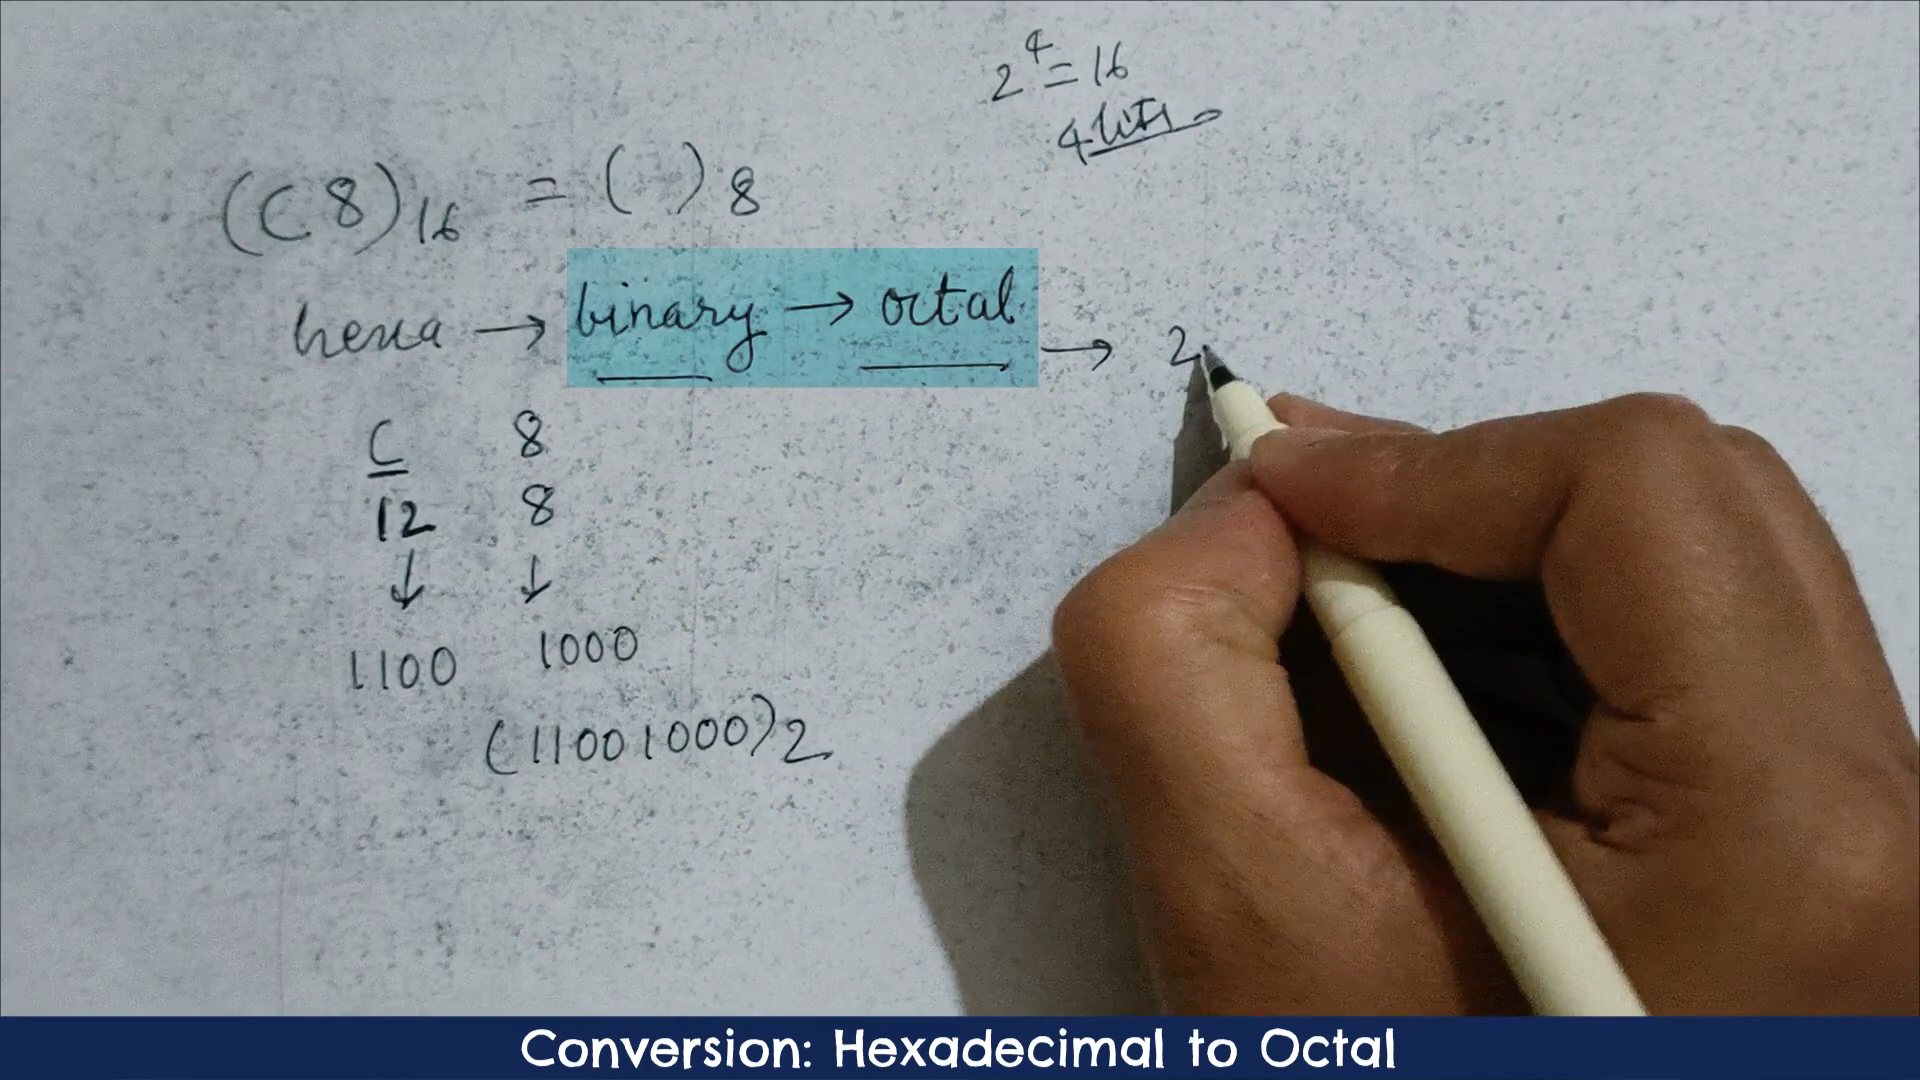 2⁴ = 16
4 bits
(C8)₁₆ = ( )₈
hexa → binary → octal → 2
C 8
12 8
↓ ↓
1100 1000
(11001000)₂
Conversion: Hexadecimal to Octal